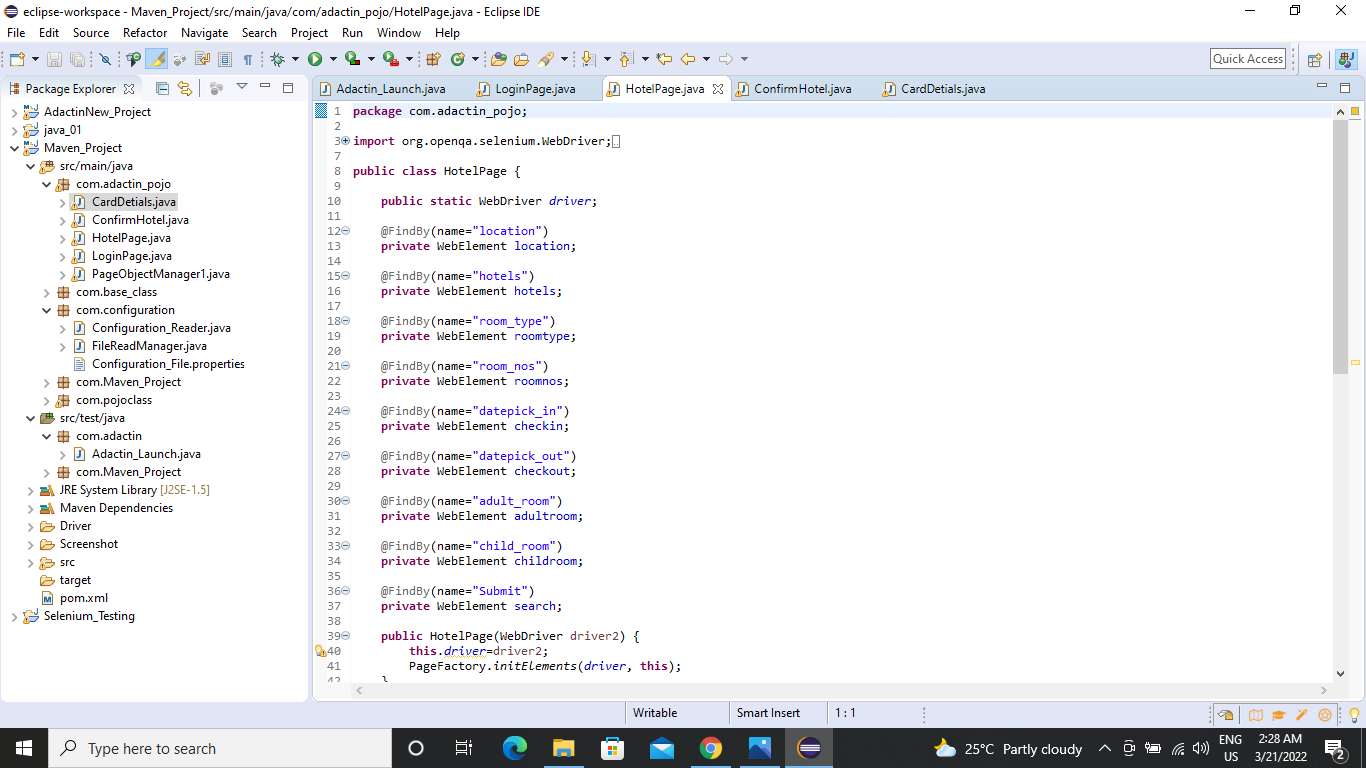 eclipse-workspace - Maven_Project/src/main/java/com/adactin_pojo/HotelPage.java - Eclipse IDE
File Edit Source Refactor Navigate Search Project Run Window Help
Quick Access
Package Explorer
Adactin_Launch.java LoginPage.java HotelPage.java ConfirmHotel.java CardDetials.java
AdactinNew_Project
java_01
Maven_Project
src/main/java
com.adactin_pojo
CardDetials.java
ConfirmHotel.java
HotelPage.java
LoginPage.java
PageObjectManager1.java
com.base_class
com.configuration
Configuration_Reader.java
FileReadManager.java
Configuration_File.properties
com.Maven_Project
com.pojoclass
src/test/java
com.adactin
Adactin_Launch.java
com.Maven_Project
JRE System Library [J2SE-1.5]
Maven Dependencies
Driver
Screenshot
src
target
pom.xml
Selenium_Testing
1 package com.adactin_pojo;
2
3 import org.openqa.selenium.WebDriver;
7
8 public class HotelPage {
9
10 public static WebDriver driver;
11
12 @FindBy(name="location")
13 private WebElement location;
14
15 @FindBy(name="hotels")
16 private WebElement hotels;
17
18 @FindBy(name="room_type")
19 private WebElement roomtype;
20
21 @FindBy(name="room_nos")
22 private WebElement roomnos;
23
24 @FindBy(name="datepick_in")
25 private WebElement checkin;
26
27 @FindBy(name="datepick_out")
28 private WebElement checkout;
29
30 @FindBy(name="adult_room")
31 private WebElement adultroom;
32
33 @FindBy(name="child_room")
34 private WebElement childroom;
35
36 @FindBy(name="Submit")
37 private WebElement search;
38
39 public HotelPage(WebDriver driver2) {
40 this.driver=driver2;
41 PageFactory.initElements(driver, this);
42 }
Writable Smart Insert 1 : 1
Type here to search
25°C Partly cloudy
ENG
US
2:28 AM
3/21/2022
2